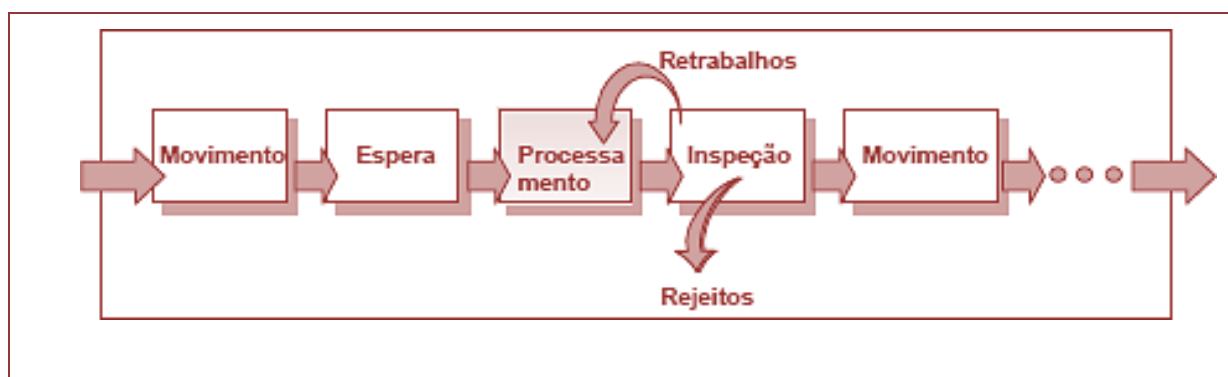 Retrabalhos
Movimento
Espera
Processa
mento
Inspeção
Movimento
Rejeitos